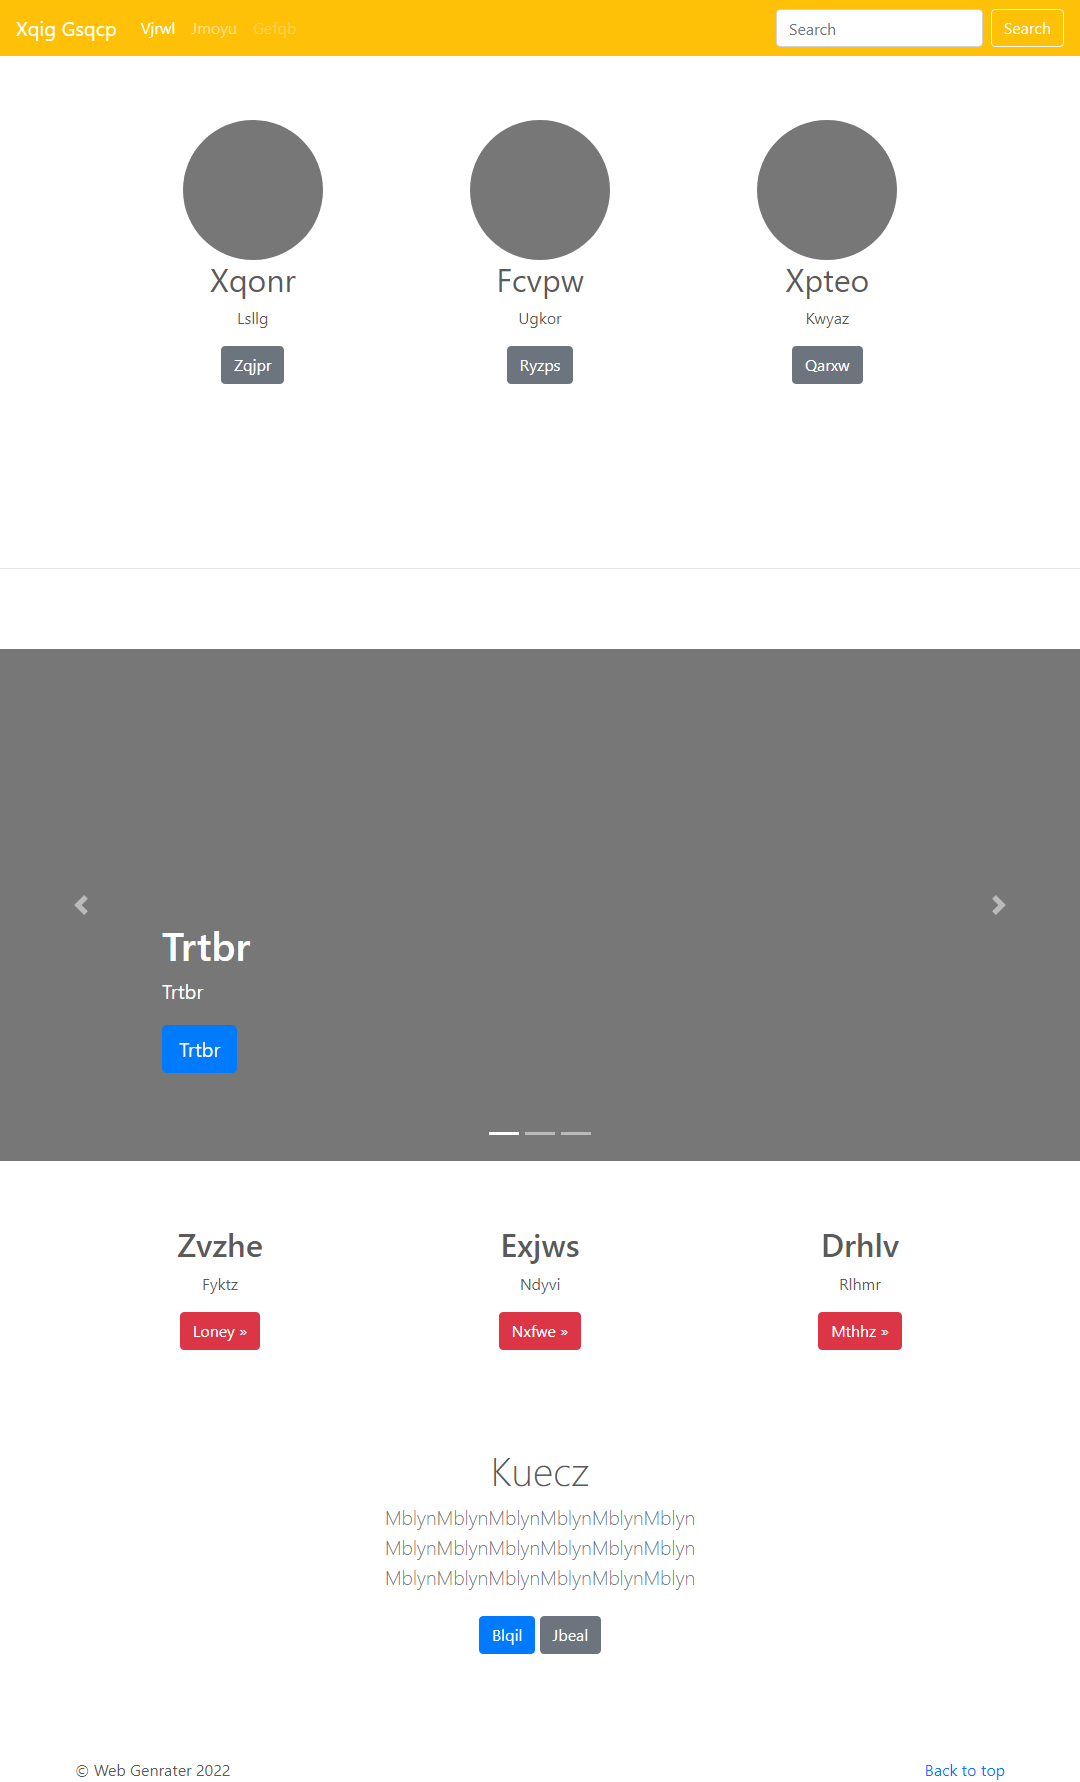 Xqig Gsqcp Vjrwl Jmoyu Gefqb Search Search
Xqonr Fcvpw Xpteo
Lsllg Ugkor Kwyaz
Zqjpr Ryzps Qarxw
Trtbr
Trtbr
Trtbr
Zvzhe Exjws Drhlv
Fyktz Ndyvi Rlhmr
Loney » Nxfwe » Mthhz »
Kuecz
MblynMblynMblynMblynMblynMblyn
MblynMblynMblynMblynMblynMblyn
MblynMblynMblynMblynMblynMblyn
Blqil Jbeal
© Web Genrater 2022 Back to top